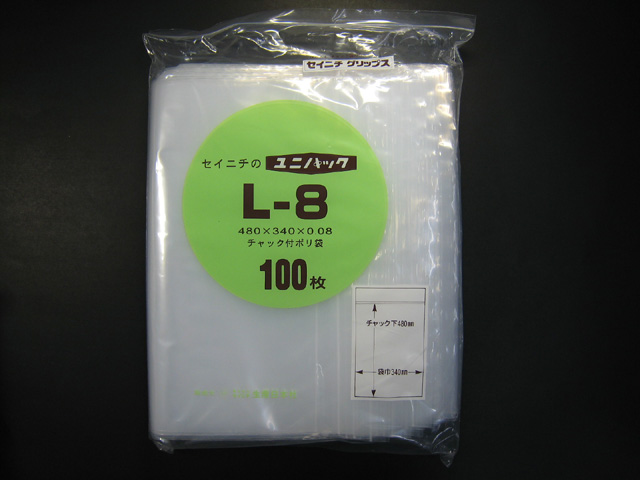 セイニチ グリップス
セイニチの ユニパック
L-8
480×340×0.08
チャック付ポリ袋
100枚
チャック下480mm
袋巾340mm